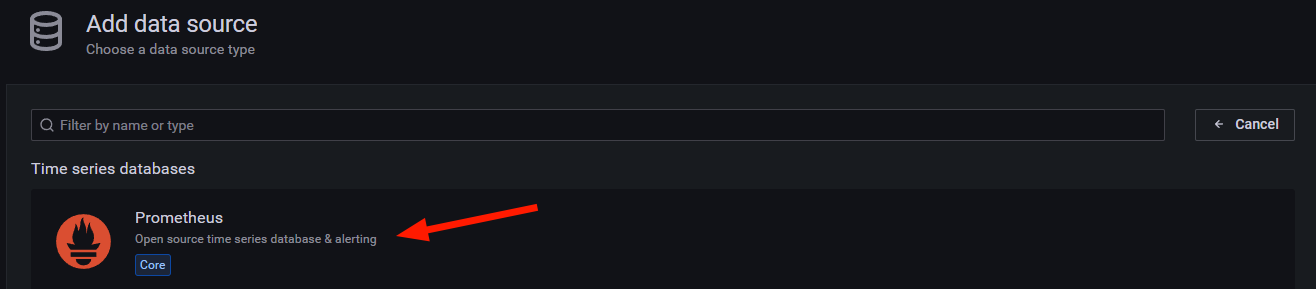 Add data source
Choose a data source type
Filter by name or type
Cancel
Time series databases
Prometheus
Open source time series database & alerting
Core